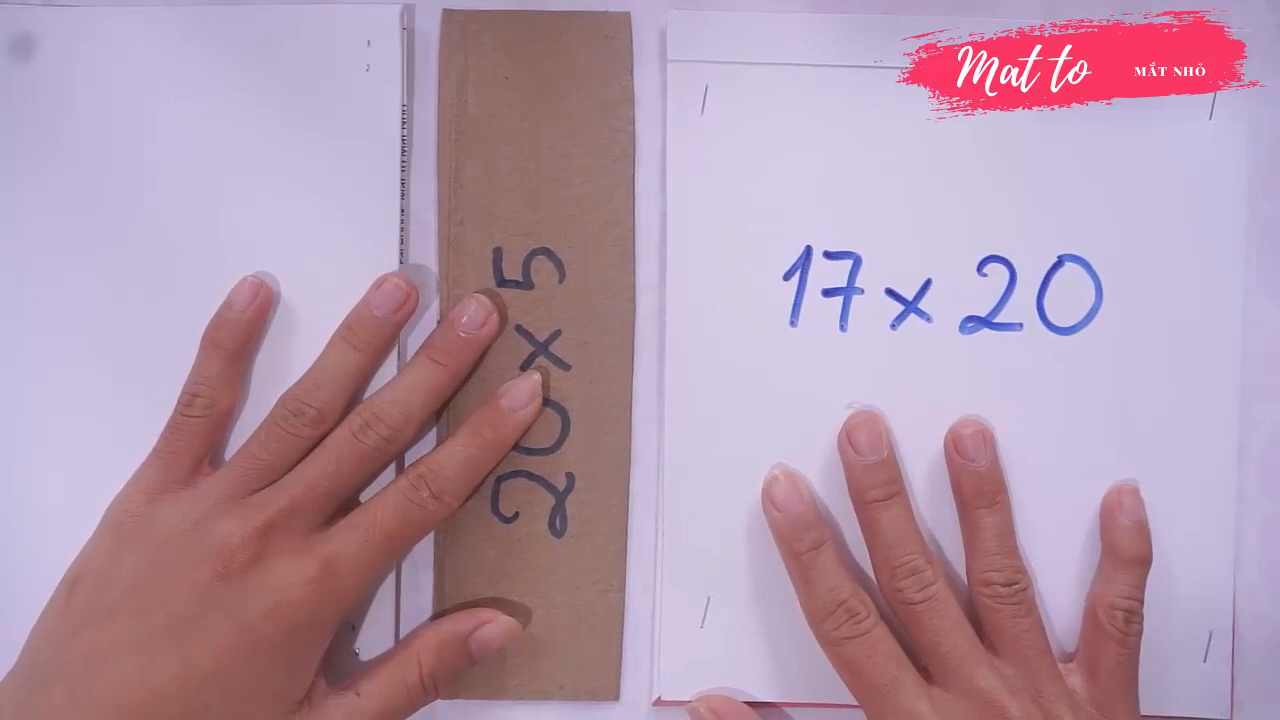 Mat to
MẮT NHỎ
20 x 5
17 x 20